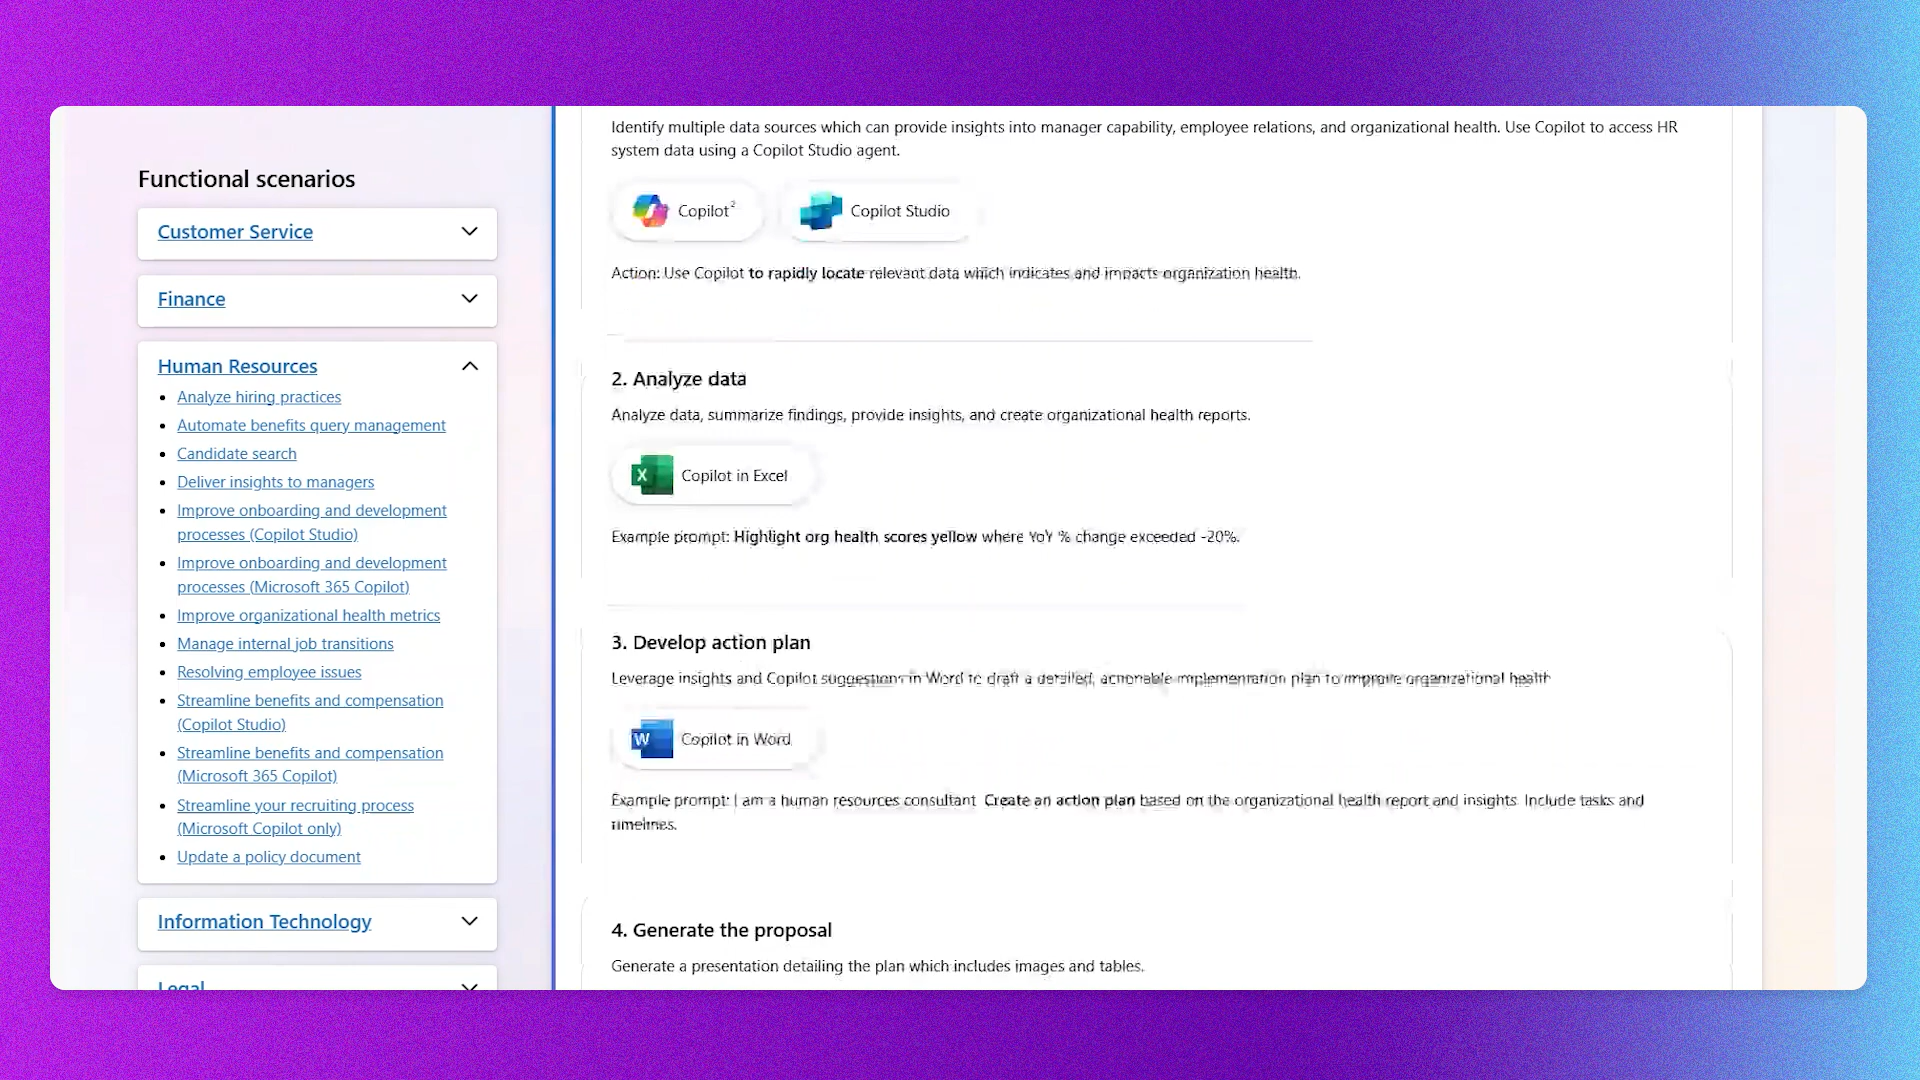 Functional scenarios
Customer Service
Finance
Human Resources
Analyze hiring practices
Automate benefits query management
Candidate search
Deliver insights to managers
Improve onboarding and development
processes (Copilot Studio)
Improve onboarding and development
processes (Microsoft 365 Copilot)
Improve organizational health metrics
Manage internal job transitions
Resolving employee issues
Streamline benefits and compensation
(Copilot Studio)
Streamline benefits and compensation
(Microsoft 365 Copilot)
Streamline your recruiting process
(Microsoft Copilot only)
Update a policy document
Information Technology
Legal
Identify multiple data sources which can provide insights into manager capability, employee relations, and organizational health. Use Copilot to access HR
system data using a Copilot Studio agent.
Copilot²
Copilot Studio
Action: Use Copilot to rapidly locate relevant data which indicates and impacts organization health.
2. Analyze data
Analyze data, summarize findings, provide insights, and create organizational health reports.
Copilot in Excel
Example prompt: Highlight org health scores yellow where YoY % change exceeded -20%.
3. Develop action plan
Leverage insights and Copilot suggestions in Word to draft a detailed, actionable implementation plan to improve organizational health
Copilot in Word
Example prompt: I am a human resources consultant Create an action plan based on the organizational health report and insights Include tasks and
timelines.
4. Generate the proposal
Generate a presentation detailing the plan which includes images and tables.